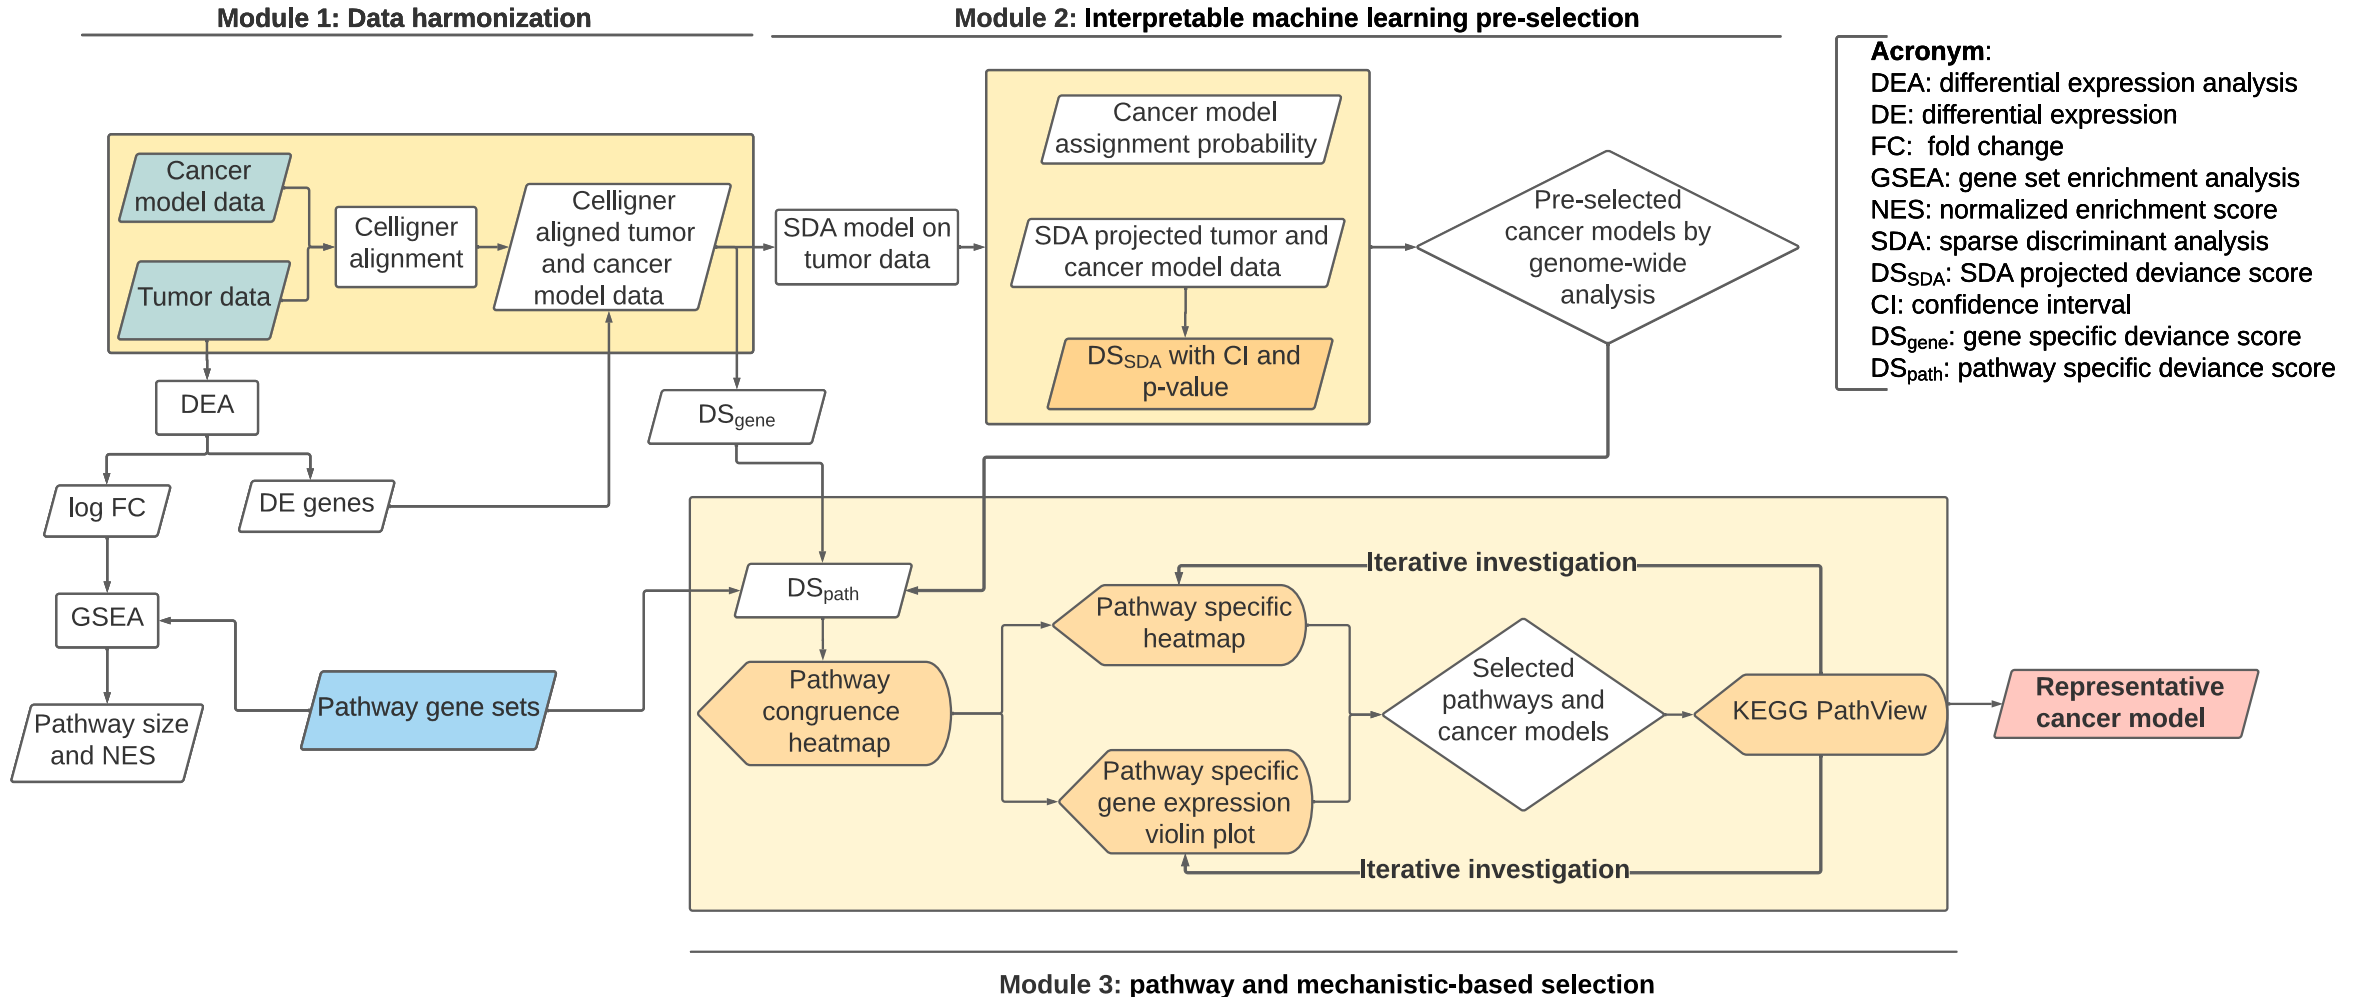 Module 1: Data harmonization
Module 2: Interpretable machine learning pre-selection
Acronym:
DEA: differential expression analysis
DE: differential expression
FC: fold change
GSEA: gene set enrichment analysis
NES: normalized enrichment score
SDA: sparse discriminant analysis
DSSDA: SDA projected deviance score
CI: confidence interval
DSgene: gene specific deviance score
DSpath: pathway specific deviance score
Cancer
model data
Tumor data
Celligner
alignment
Celligner
aligned tumor
and cancer
model data
SDA model on
tumor data
Cancer model
assignment probability
SDA projected tumor and
cancer model data
DSSDA with CI and
p-value
Pre-selected
cancer models by
genome-wide
analysis
DEA
DSgene
log FC
DE genes
GSEA
Pathway size
and NES
Pathway gene sets
DSpath
Pathway
congruence
heatmap
Iterative investigation
Pathway specific
heatmap
Pathway specific
gene expression
violin plot
Selected
pathways and
cancer models
KEGG PathView
Iterative investigation
Representative
cancer model
Module 3: pathway and mechanistic-based selection